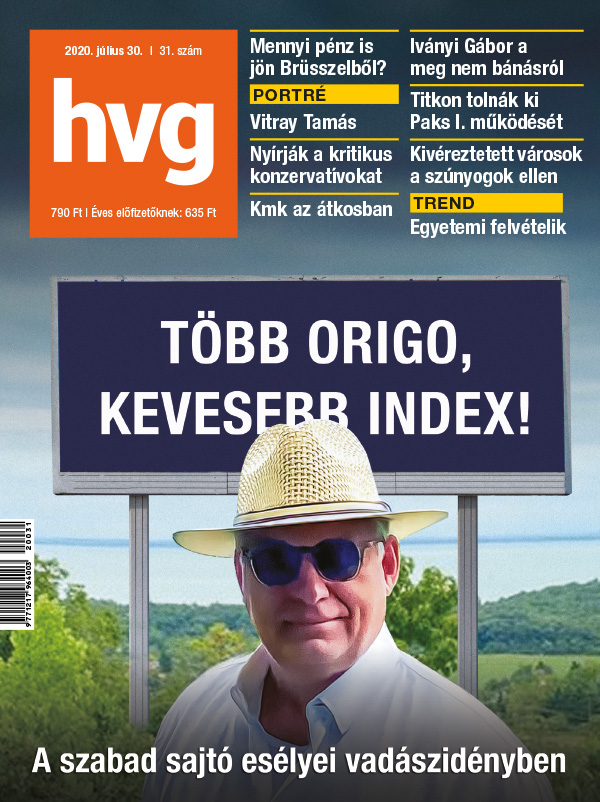 2020. július 30. | 31. szám
hvg
790 Ft | Éves előfizetőknek: 635 Ft
Mennyi pénz is
jön Brüsszelből?
PORTRÉ
Vitray Tamás
Nyírják a kritikus
konzervatívokat
Kmk az átkosban
Iványi Gábor a
meg nem bánásról
Titkon tolnák ki
Paks I. működését
Kivéreztetett városok
a szúnyogok ellen
TREND
Egyetemi felvételik
TÖBB ORIGO,
KEVESEBB INDEX!
20031
9771217964003
A szabad sajtó esélyei vadászidényben